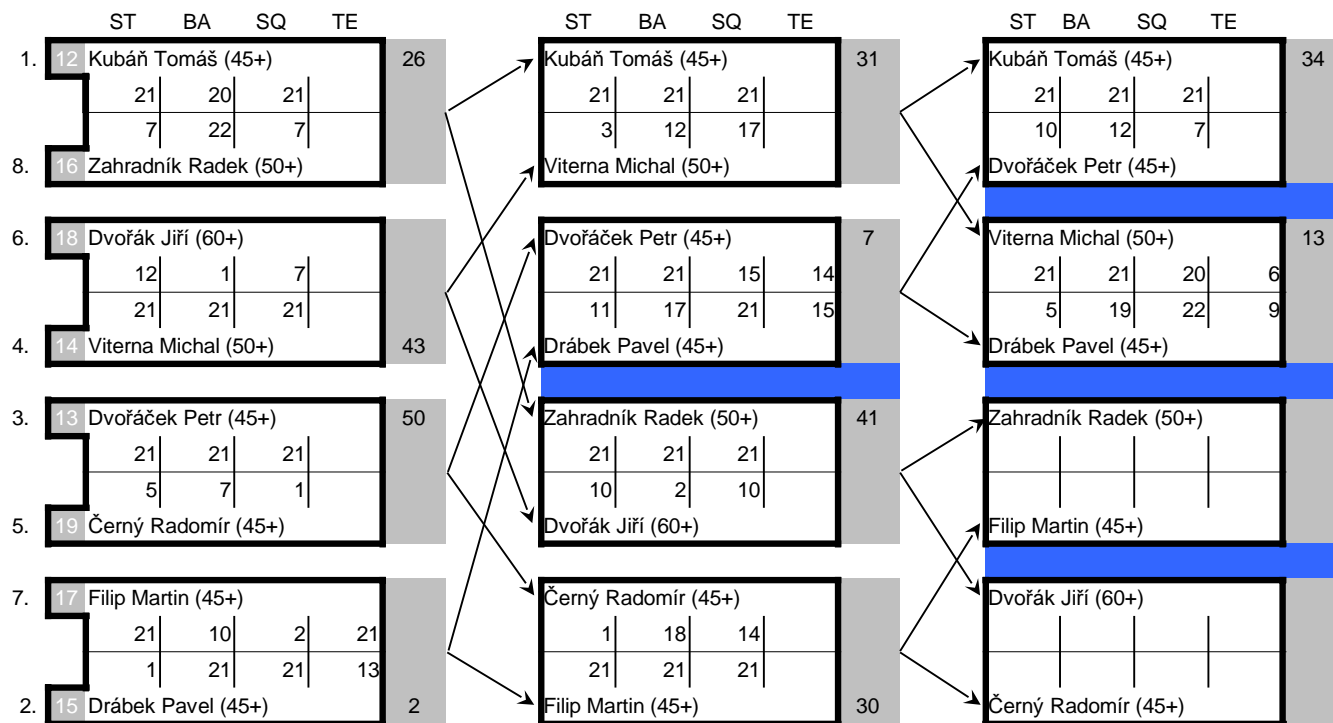 ST BA SQ TE ST BA SQ TE ST BA SQ TE
1. 12 Kubáň Tomáš (45+) 26 Kubáň Tomáš (45+) 31 Kubáň Tomáš (45+) 34
21 20 21 21 21 21 21 21 21
7 22 7 3 12 17 10 12 7
8. 16 Zahradník Radek (50+) Viterna Michal (50+) Dvořáček Petr (45+)
6. 18 Dvořák Jiří (60+) Dvořáček Petr (45+) 7 Viterna Michal (50+) 13
12 1 7 21 21 15 14 21 21 20 6
21 21 21 11 17 21 15 5 19 22 9
4. 14 Viterna Michal (50+) 43 Drábek Pavel (45+) Drábek Pavel (45+)
3. 13 Dvořáček Petr (45+) 50 Zahradník Radek (50+) 41 Zahradník Radek (50+)
21 21 21 21 21 21
5 7 1 10 2 10
5. 19 Černý Radomír (45+) Dvořák Jiří (60+) Filip Martin (45+)
7. 17 Filip Martin (45+) Černý Radomír (45+) Dvořák Jiří (60+)
21 10 2 21 1 18 14
1 21 21 13 21 21 21
2. 15 Drábek Pavel (45+) 2 Filip Martin (45+) 30 Černý Radomír (45+)